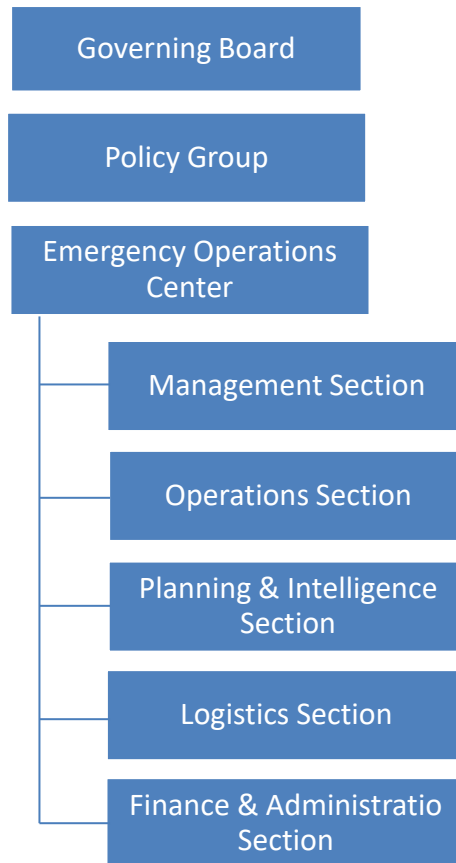 Governing Board
Policy Group
Emergency Operations
Center
Management Section
Operations Section
Planning & Intelligence
Section
Logistics Section
Finance & Administratio
Section